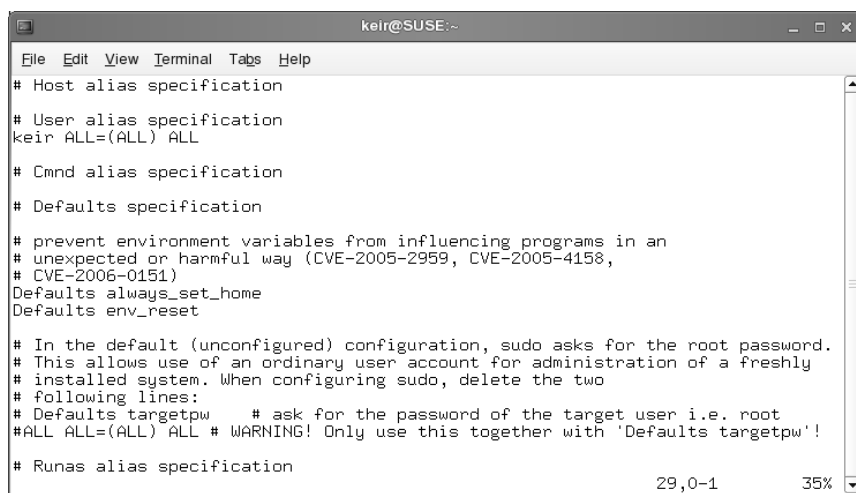 keir@SUSE:~
File Edit View Terminal Tabs Help
# Host alias specification
# User alias specification
keir ALL=(ALL) ALL
# Cmnd alias specification
# Defaults specification
# prevent environment variables from influencing programs in an
# unexpected or harmful way (CVE-2005-2959, CVE-2005-4158,
# CVE-2006-0151)
Defaults always_set_home
Defaults env_reset
# In the default (unconfigured) configuration, sudo asks for the root password.
# This allows use of an ordinary user account for administration of a freshly
# installed system. When configuring sudo, delete the two
# following lines:
# Defaults targetpw # ask for the password of the target user i.e. root
#ALL ALL=(ALL) ALL # WARNING! Only use this together with 'Defaults targetpw'!
# Runas alias specification
29,0-1 35%